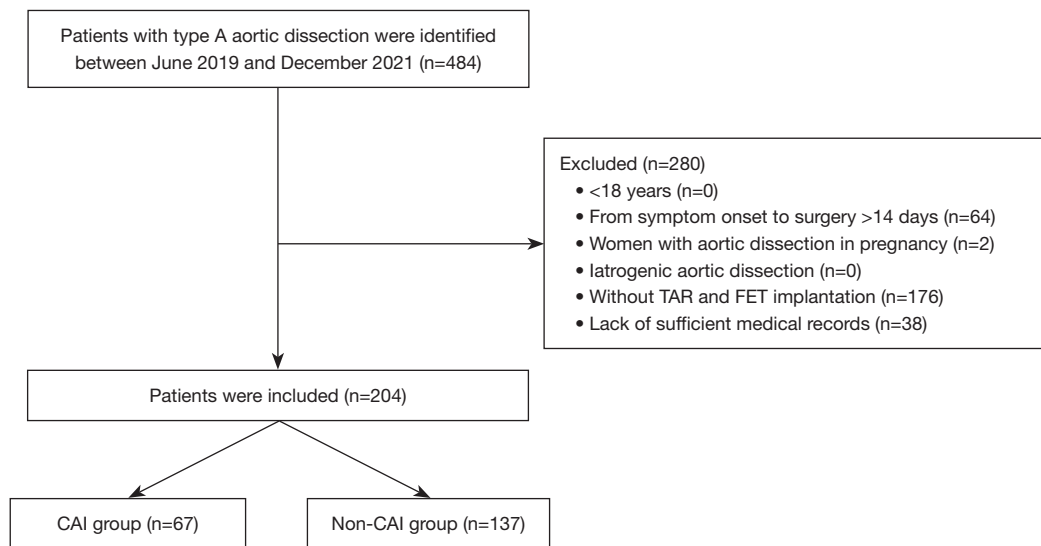 Patients with type A aortic dissection were identified
between June 2019 and December 2021 (n=484)
Excluded (n=280)
• <18 years (n=0)
• From symptom onset to surgery >14 days (n=64)
• Women with aortic dissection in pregnancy (n=2)
• Iatrogenic aortic dissection (n=0)
• Without TAR and FET implantation (n=176)
• Lack of sufficient medical records (n=38)
Patients were included (n=204)
CAI group (n=67)
Non-CAI group (n=137)